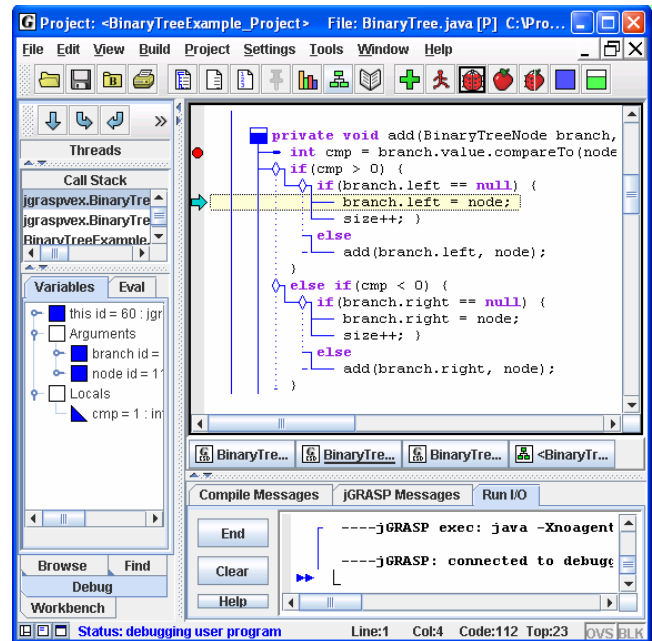 Project: <BinaryTreeExample_Project> File: BinaryTree.java [P] C:\Pro...
File Edit View Build Project Settings Tools Window Help
Threads
Call Stack
jgraspvex.BinaryTre
jgraspvex.BinaryTre
BinaryTreeExample.
Variables Eval
this id = 60 : jgr
Arguments
branch id =
node id = 1
Locals
cmp = 1 : in
private void add(BinaryTreeNode branch,
int cmp = branch.value.compareTo(node
if(cmp > 0) {
if(branch.left == null) {
branch.left = node;
size++; }
else
add(branch.left, node);
}
else if(cmp < 0) {
if(branch.right == null) {
branch.right = node;
size++; }
else
add(branch.right, node);
}
BinaryTre... BinaryTre... BinaryTre... <BinaryTr...
Compile Messages jGRASP Messages Run I/O
End
Clear
Help
----jGRASP exec: java -Xnoagent
----jGRASP: connected to debugg
Browse Find
Debug
Workbench
Status: debugging user program Line:1 Col:4 Code:112 Top:23 OVS BLK